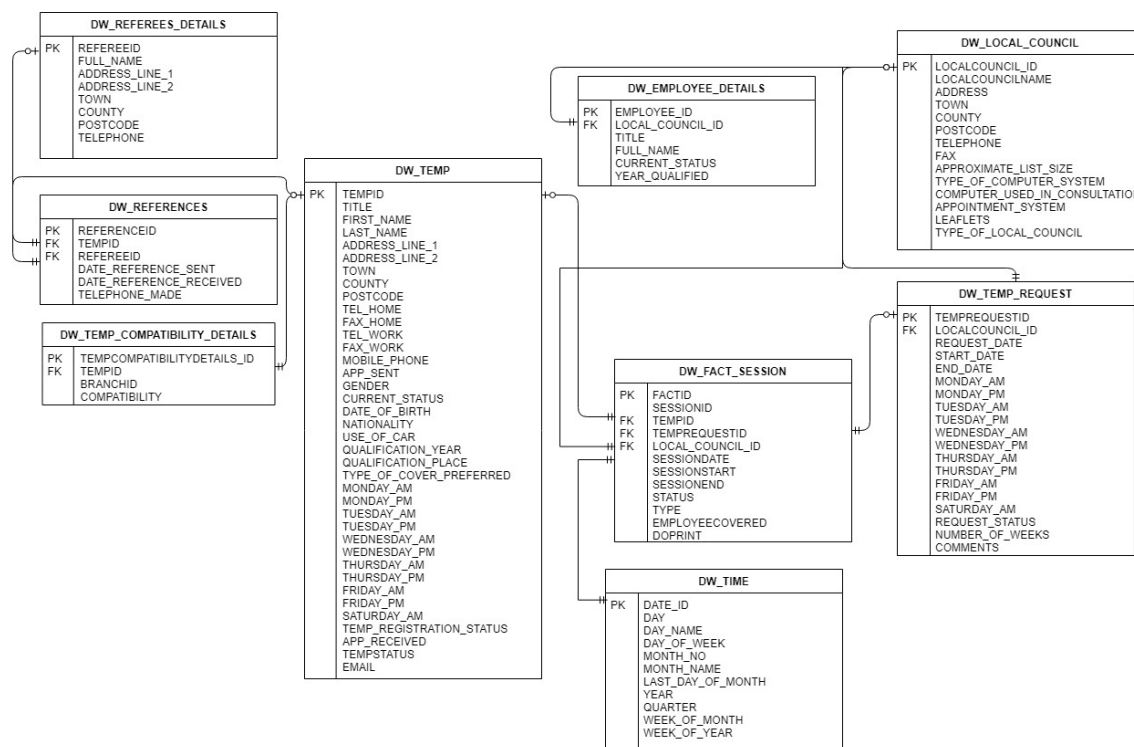 DW_REFEREES_DETAILS
PK REFEREEID
FULL_NAME
ADDRESS_LINE_1
ADDRESS_LINE_2
TOWN
COUNTY
POSTCODE
TELEPHONE
DW_REFERENCES
PK REFERENCEID
FK TEMPID
FK REFEREEID
DATE_REFERENCE_SENT
DATE_REFERENCE_RECEIVED
TELEPHONE_MADE
DW_TEMP_COMPATIBILITY_DETAILS
PK TEMPCOMPATIBILITYDETAILS_ID
FK TEMPID
BRANCHID
COMPATIBILITY
DW_TEMP
PK TEMPID
TITLE
FIRST_NAME
LAST_NAME
ADDRESS_LINE_1
ADDRESS_LINE_2
TOWN
COUNTY
POSTCODE
TEL_HOME
FAX_HOME
TEL_WORK
FAX_WORK
MOBILE_PHONE
APP_SENT
GENDER
CURRENT_STATUS
DATE_OF_BIRTH
NATIONALITY
USE_OF_CAR
QUALIFICATION_YEAR
QUALIFICATION_PLACE
TYPE_OF_COVER_PREFERRED
MONDAY_AM
MONDAY_PM
TUESDAY_AM
TUESDAY_PM
WEDNESDAY_AM
WEDNESDAY_PM
THURSDAY_AM
THURSDAY_PM
FRIDAY_AM
FRIDAY_PM
SATURDAY_AM
TEMP_REGISTRATION_STATUS
APP_RECEIVED
TEMPSTATUS
EMAIL
DW_EMPLOYEE_DETAILS
PK EMPLOYEE_ID
FK LOCAL_COUNCIL_ID
TITLE
FULL_NAME
CURRENT_STATUS
YEAR_QUALIFIED
DW_FACT_SESSION
PK FACTID
SESSIONID
FK TEMPID
FK TEMPREQUESTID
FK LOCAL_COUNCIL_ID
SESSIONDATE
SESSIONSTART
SESSIONEND
STATUS
TYPE
EMPLOYEECOVERED
DOPRINT
DW_TIME
PK DATE_ID
DAY
DAY_NAME
DAY_OF_WEEK
MONTH_NO
MONTH_NAME
LAST_DAY_OF_MONTH
YEAR
QUARTER
WEEK_OF_MONTH
WEEK_OF_YEAR
DW_LOCAL_COUNCIL
PK LOCALCOUNCIL_ID
LOCALCOUNCILNAME
ADDRESS
TOWN
COUNTY
POSTCODE
TELEPHONE
FAX
APPROXIMATE_LIST_SIZE
TYPE_OF_COMPUTER_SYSTEM
COMPUTER_USED_IN_CONSULTATION
APPOINTMENT_SYSTEM
LEAFLETS
TYPE_OF_LOCAL_COUNCIL
DW_TEMP_REQUEST
PK TEMPREQUESTID
FK LOCALCOUNCIL_ID
REQUEST_DATE
START_DATE
END_DATE
MONDAY_AM
MONDAY_PM
TUESDAY_AM
TUESDAY_PM
WEDNESDAY_AM
WEDNESDAY_PM
THURSDAY_AM
THURSDAY_PM
FRIDAY_AM
FRIDAY_PM
SATURDAY_AM
REQUEST_STATUS
NUMBER_OF_WEEKS
COMMENTS